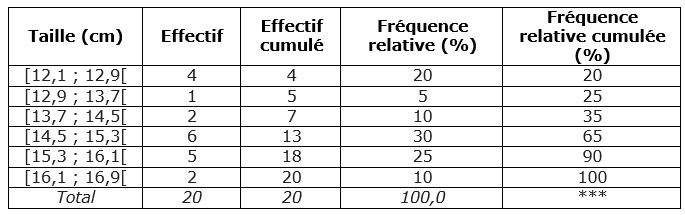 Taille (cm) Effectif Effectif cumulé Fréquence relative (%) Fréquence relative cumulée (%)
[12,1 ; 12,9[ 4 4 20 20
[12,9 ; 13,7[ 1 5 5 25
[13,7 ; 14,5[ 2 7 10 35
[14,5 ; 15,3[ 6 13 30 65
[15,3 ; 16,1[ 5 18 25 90
[16,1 ; 16,9[ 2 20 10 100
Total 20 20 100,0 ***